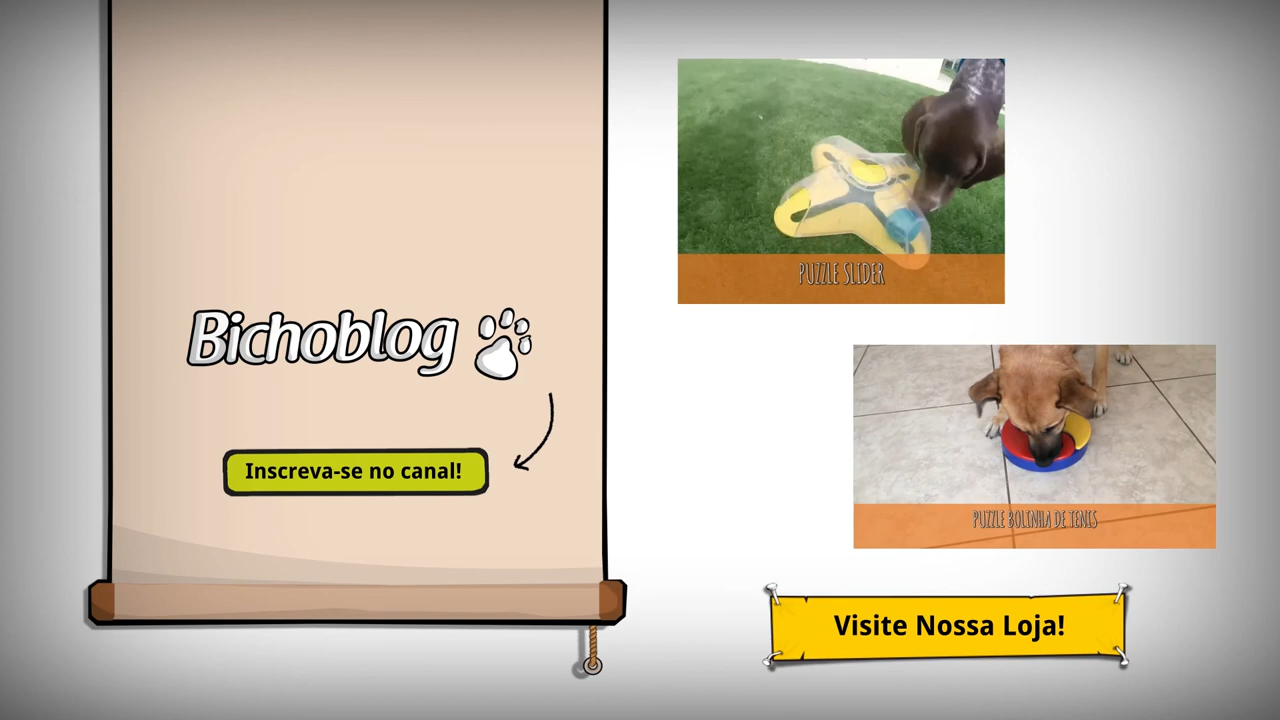 Bichoblog
Inscreva-se no canal!
PUZZLE SLIDER
PUZZLE BOLINHA DE TENIS
Visite Nossa Loja!